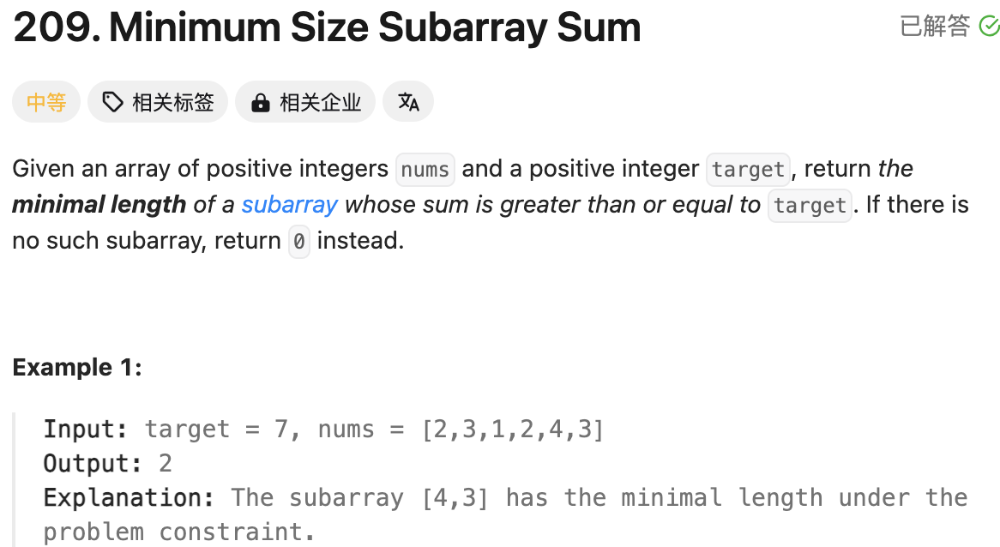 209. Minimum Size Subarray Sum
已解答
中等
相关标签
相关企业
Given an array of positive integers nums and a positive integer target, return the
minimal length of a subarray whose sum is greater than or equal to target. If there is
no such subarray, return 0 instead.
Example 1:
Input: target = 7, nums = [2,3,1,2,4,3]
Output: 2
Explanation: The subarray [4,3] has the minimal length under the
problem constraint.